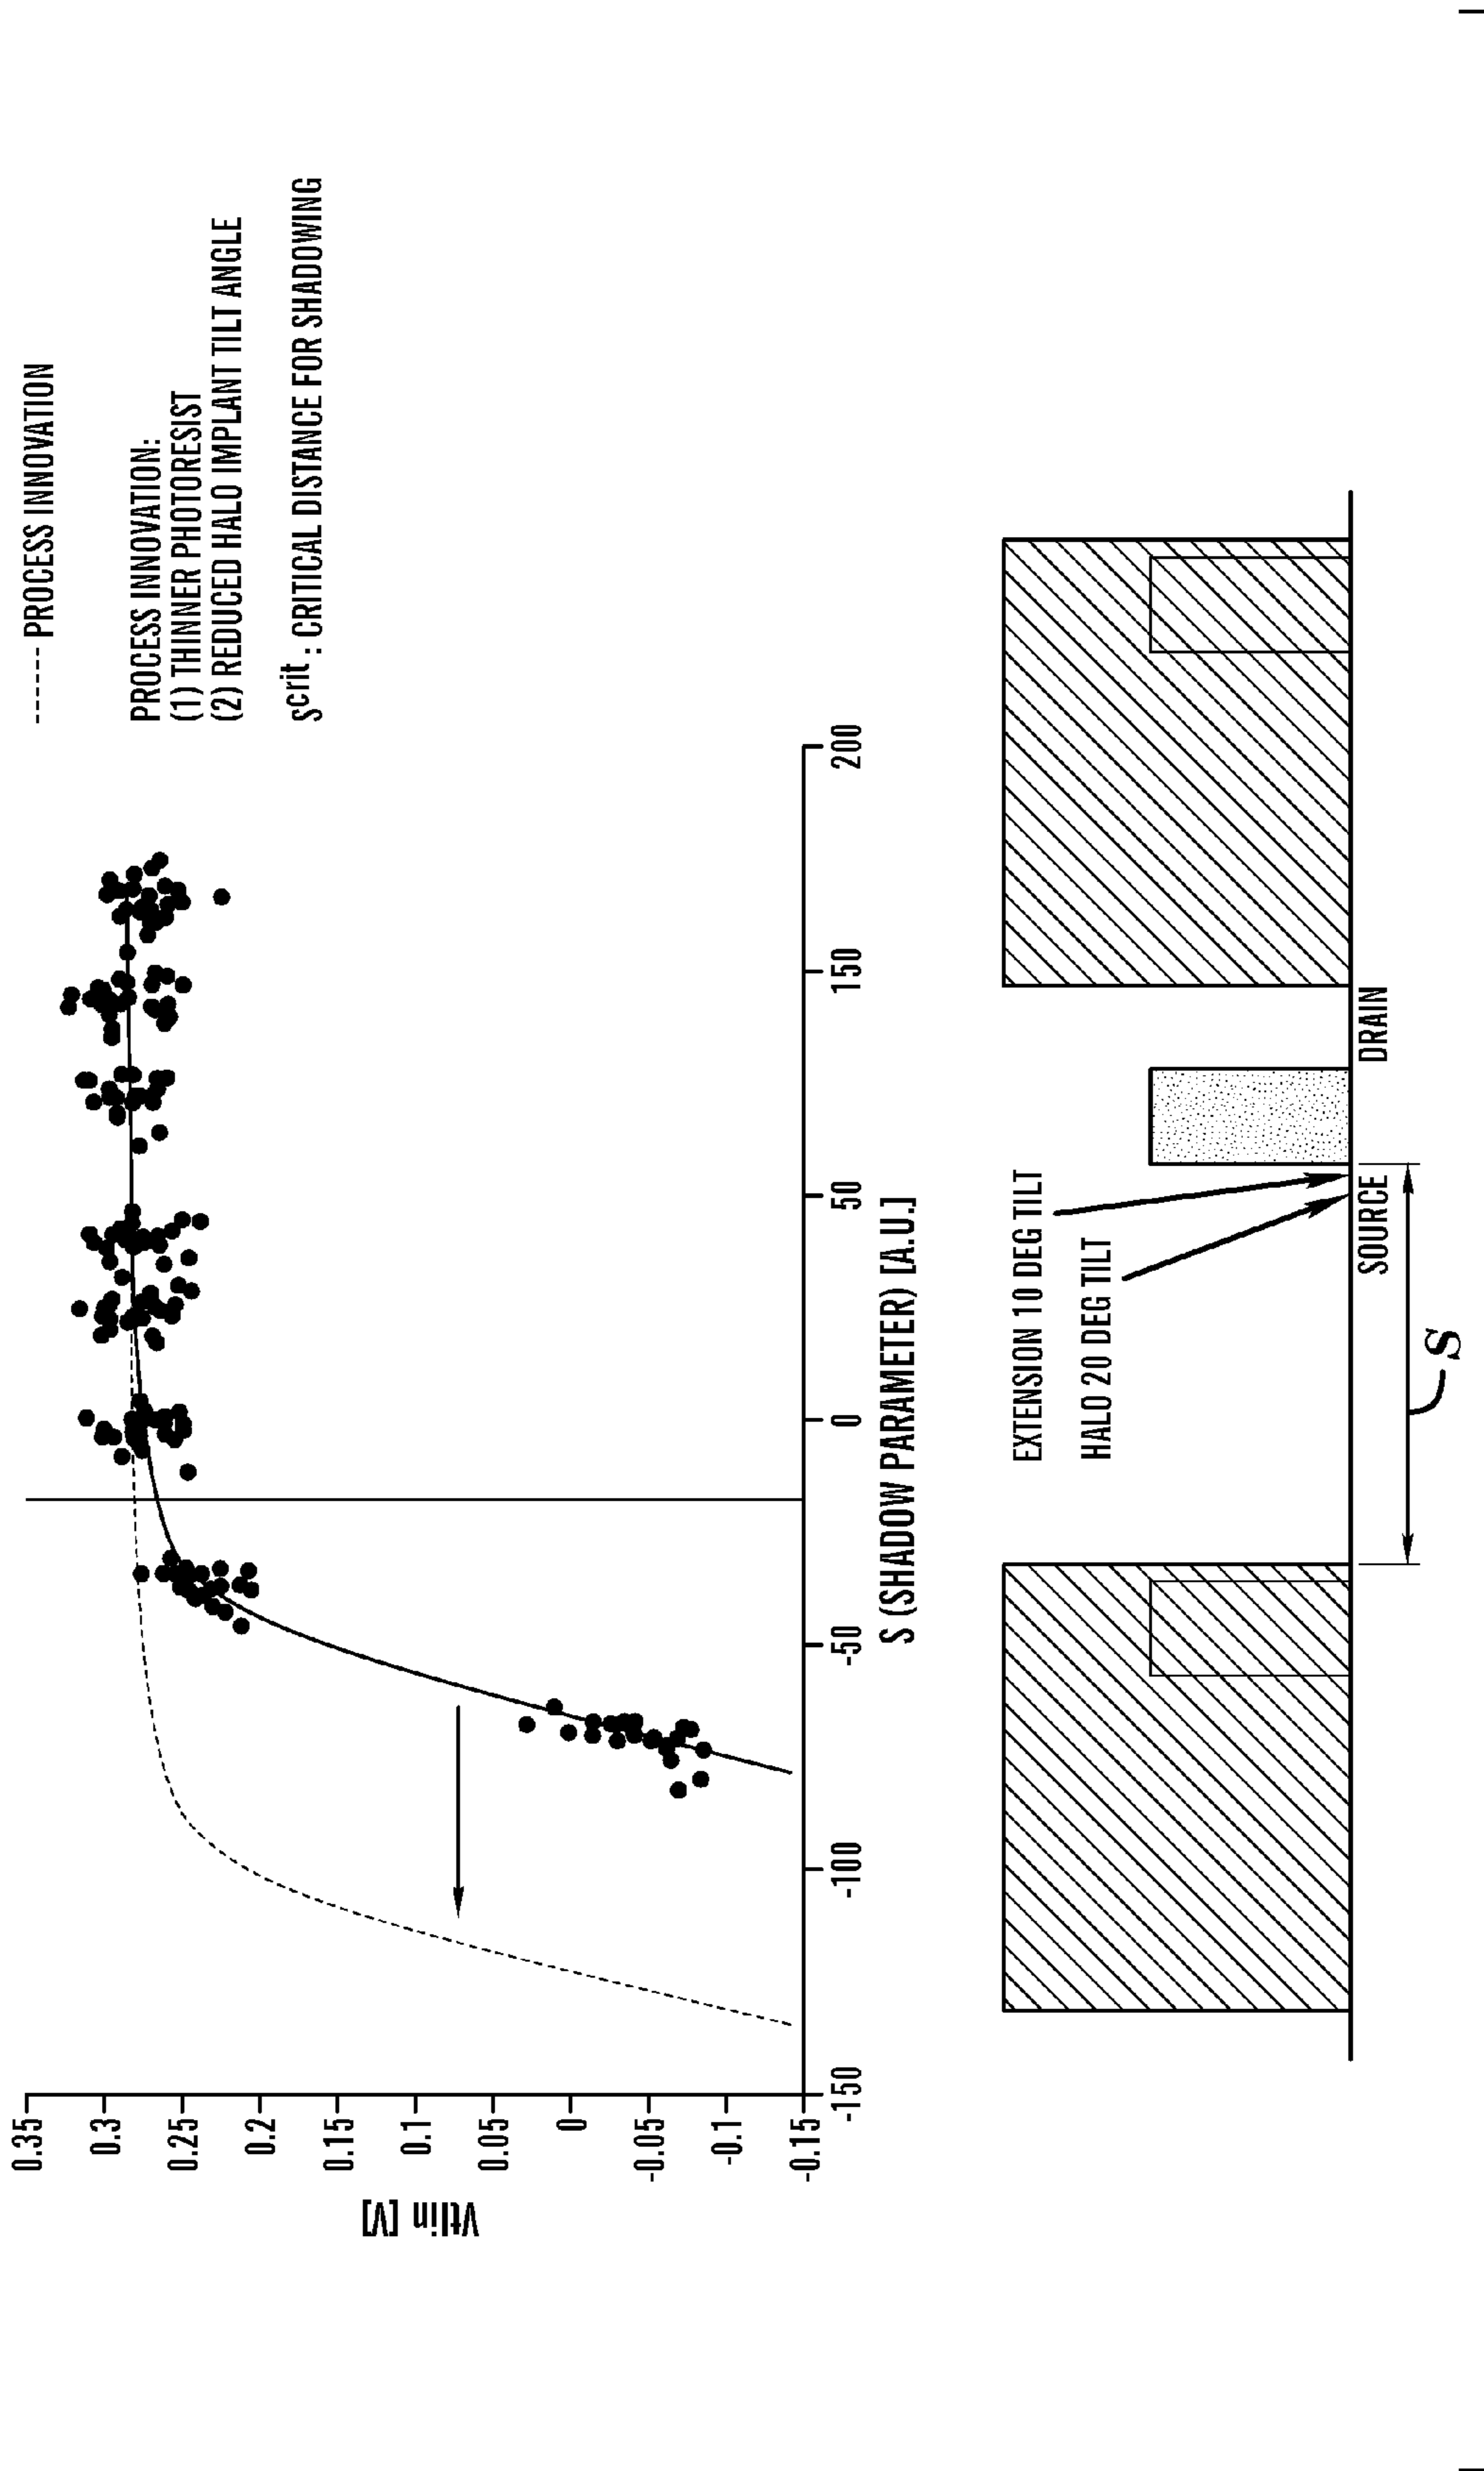 ------ PROCESS INNOVATION
PROCESS INNOVATION:
(1) THINNER PHOTORESIST
(2) REDUCED HALO IMPLANT TILT ANGLE
Scrit : CRITICAL DISTANCE FOR SHADOWING
Vtlin [V]
0.35
0.3
0.25
0.2
0.15
0.1
0.05
0
-0.05
-0.1
-0.15
-150
-100
-50
0
50
150
200
S (SHADOW PARAMETER) [A.U.]
EXTENSION 10 DEG TILT
HALO 20 DEG TILT
SOURCE
DRAIN
S